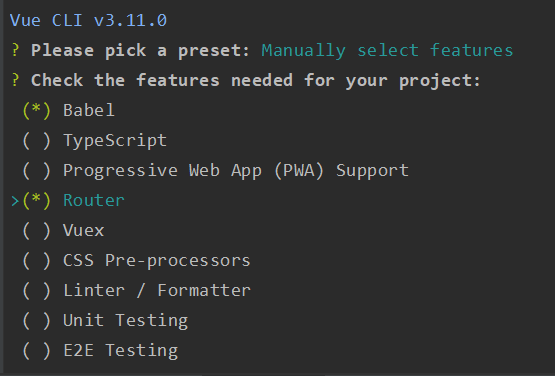 Vue CLI v3.11.0
? Please pick a preset: Manually select features
? Check the features needed for your project:
(*) Babel
( ) TypeScript
( ) Progressive Web App (PWA) Support
>(*) Router
( ) Vuex
( ) CSS Pre-processors
( ) Linter / Formatter
( ) Unit Testing
( ) E2E Testing